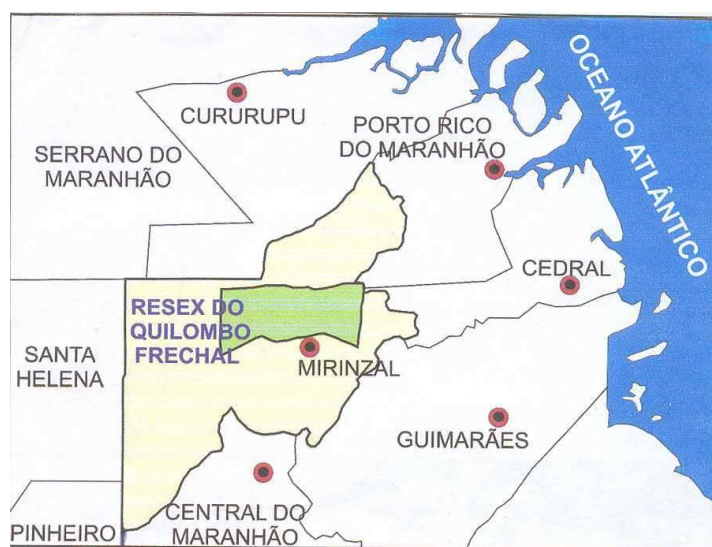 OCEANO ATLÂNTICO
CURURUPU
PORTO RICO
DO MARANHÃO
SERRANO DO
MARANHÃO
CEDRAL
RESEX DO
QUILOMBO
FRECHAL
SANTA
HELENA
MIRINZAL
GUIMARÃES
CENTRAL DO
MARANHÃO
PINHEIRO